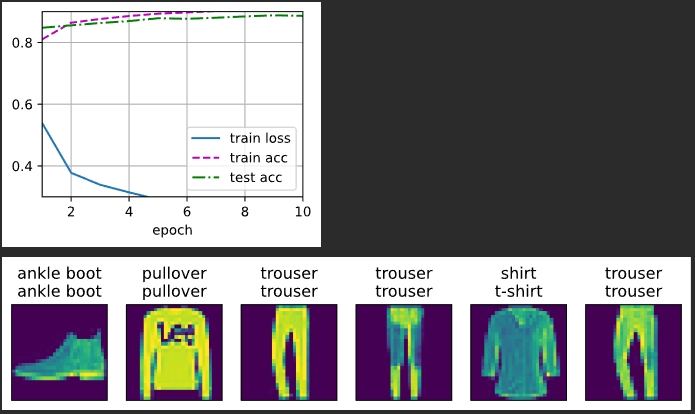 0.8
0.6
0.4
train loss
train acc
test acc
2 4 6 8 10
epoch
ankle boot pullover trouser trouser shirt trouser
ankle boot pullover trouser trouser t-shirt trouser
Lee